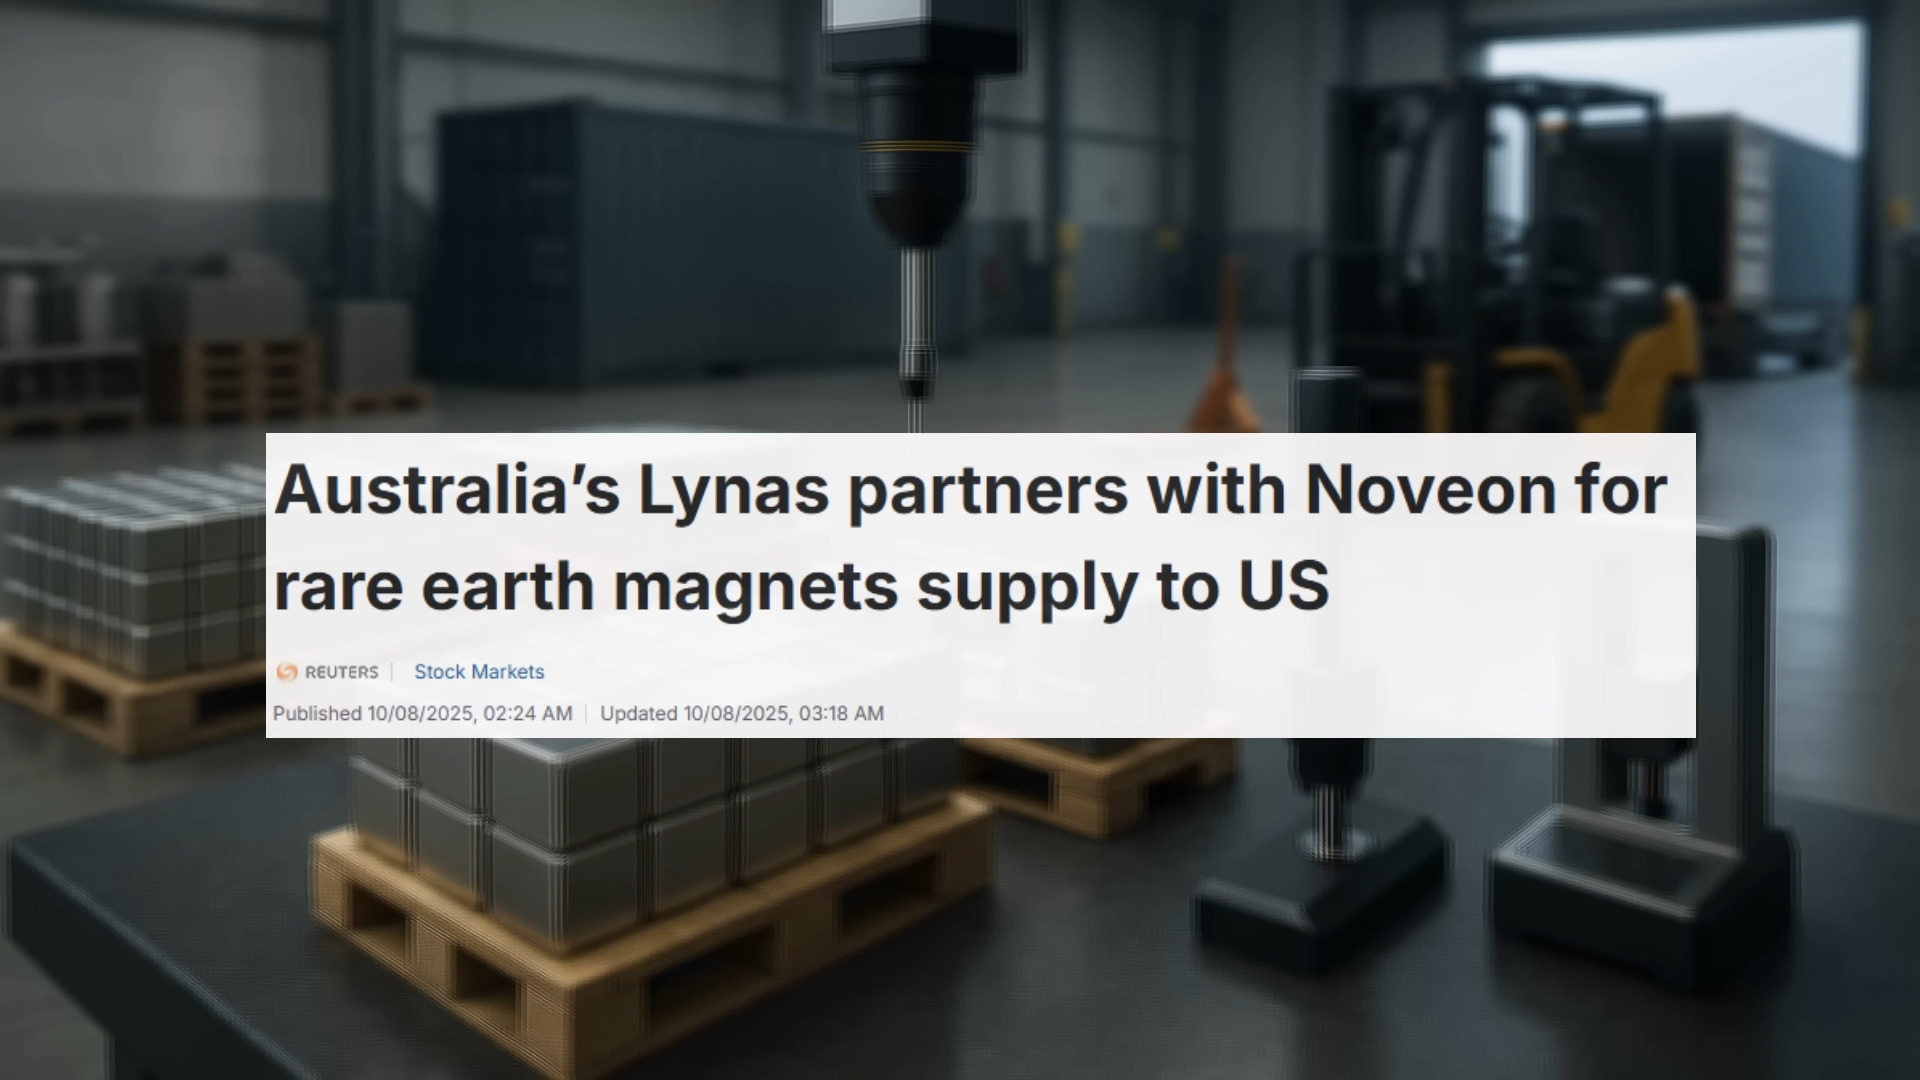 Australia’s Lynas partners with Noveon for
rare earth magnets supply to US
REUTERS | Stock Markets
Published 10/08/2025, 02:24 AM | Updated 10/08/2025, 03:18 AM